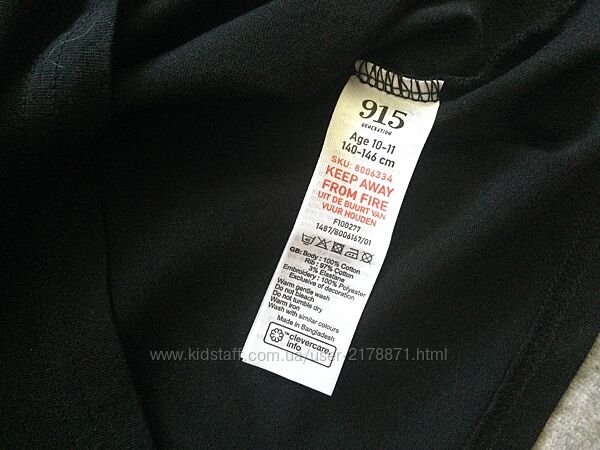 915
GENERATION
Age 10-11
140-146 cm
SKU: 8006334
KEEP AWAY
FROM FIRE
UIT DE BUURT VAN
VUUR HOUDEN
F100277
1487/8006167/01
GB: Body : 100% Cotton
Rib : 97% Cotton
3% Elastane
Embroidery : 100% Polyester
Exclusive of decoration
Warm gentle wash
Do not bleach
Do not tumble dry
Warm iron
Wash with similar colours
Made in Bangladesh
™clevercare.
info
www.kidstaff.com.ua/user-2178871.html